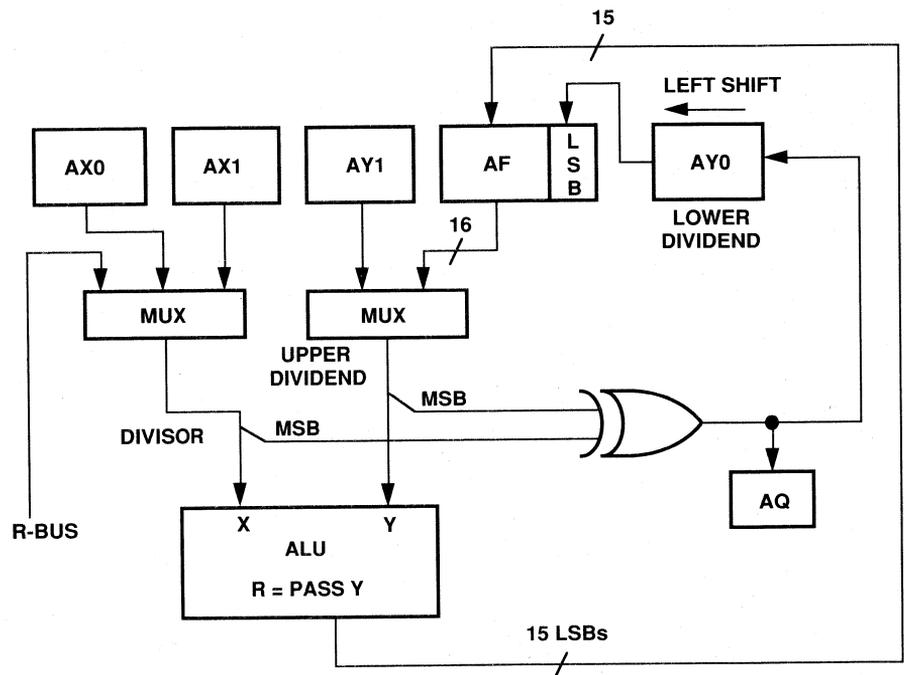 15
LEFT SHIFT
AX0
AX1
AY1
AF
L
S
B
AY0
LOWER
DIVIDEND
16
MUX
MUX
UPPER
DIVIDEND
MSB
DIVISOR
MSB
AQ
R-BUS
X
Y
ALU
R = PASS Y
15 LSBs